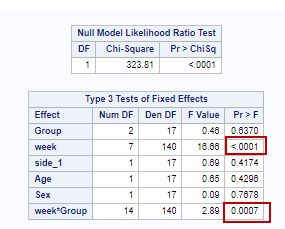 Null Model Likelihood Ratio Test
DF Chi-Square Pr > ChiSq
1 323.81 <.0001
Type 3 Tests of Fixed Effects
Effect Num DF Den DF F Value Pr > F
Group 2 17 0.46 0.6370
week 7 140 16.66 <.0001
side_1 1 17 0.69 0.4174
Age 1 17 0.65 0.4296
Sex 1 17 0.09 0.7678
week*Group 14 140 2.89 0.0007